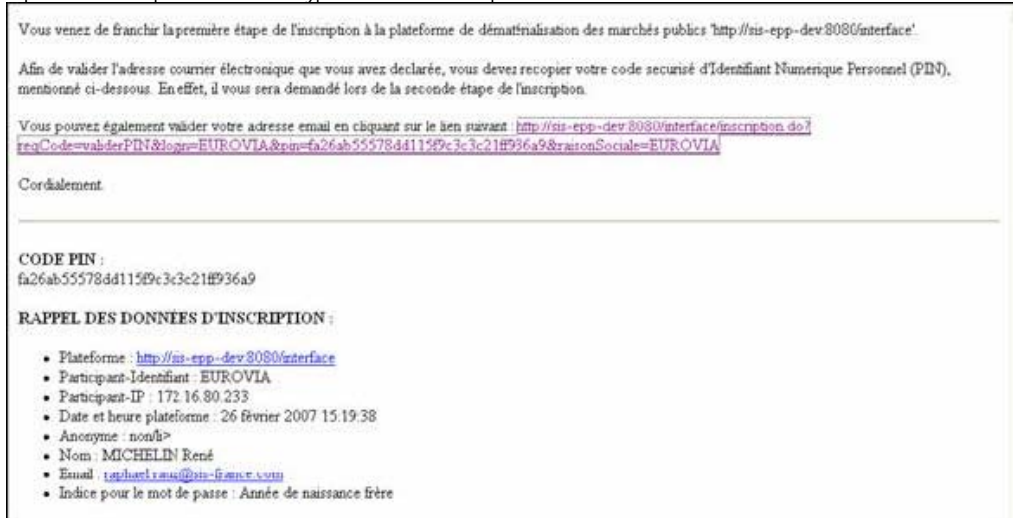 Vous venez de franchir la première étape de l'inscription à la plateforme de dématérialisation des marchés publics 'http://sis-epp-dev:8080/interface'.
Afin de valider l'adresse courrier électronique que vous avez declarée, vous devez recopier votre code securisé d'Identifiant Numerique Personnel (PIN),
mentionné ci-dessous. En effet, il vous sera demandé lors de la seconde étape de l'inscription.
Vous pouvez également valider votre adresse email en cliquant sur le lien suivant : http://sis-epp-dev:8080/interface/inscription.do?
reqCode=validerPIN&login=EUROVIA&pin=fa26ab55578dd115f9c3c3c21ff936a9&raisonSociale=EUROVIA
Cordialement.
CODE PIN :
fa26ab55578dd115f9c3c3c21ff936a9
RAPPEL DES DONNÉES D'INSCRIPTION :
• Plateforme : http://sis-epp-dev:8080/interface
• Participant-Identifiant : EUROVIA
• Participant-IP : 172.16.80.233
• Date et heure plateforme : 26 février 2007 15:19:38
• Anonyme : non/li>
• Nom : MICHELIN René
• Email :
• Indice pour le mot de passe : Année de naissance frère